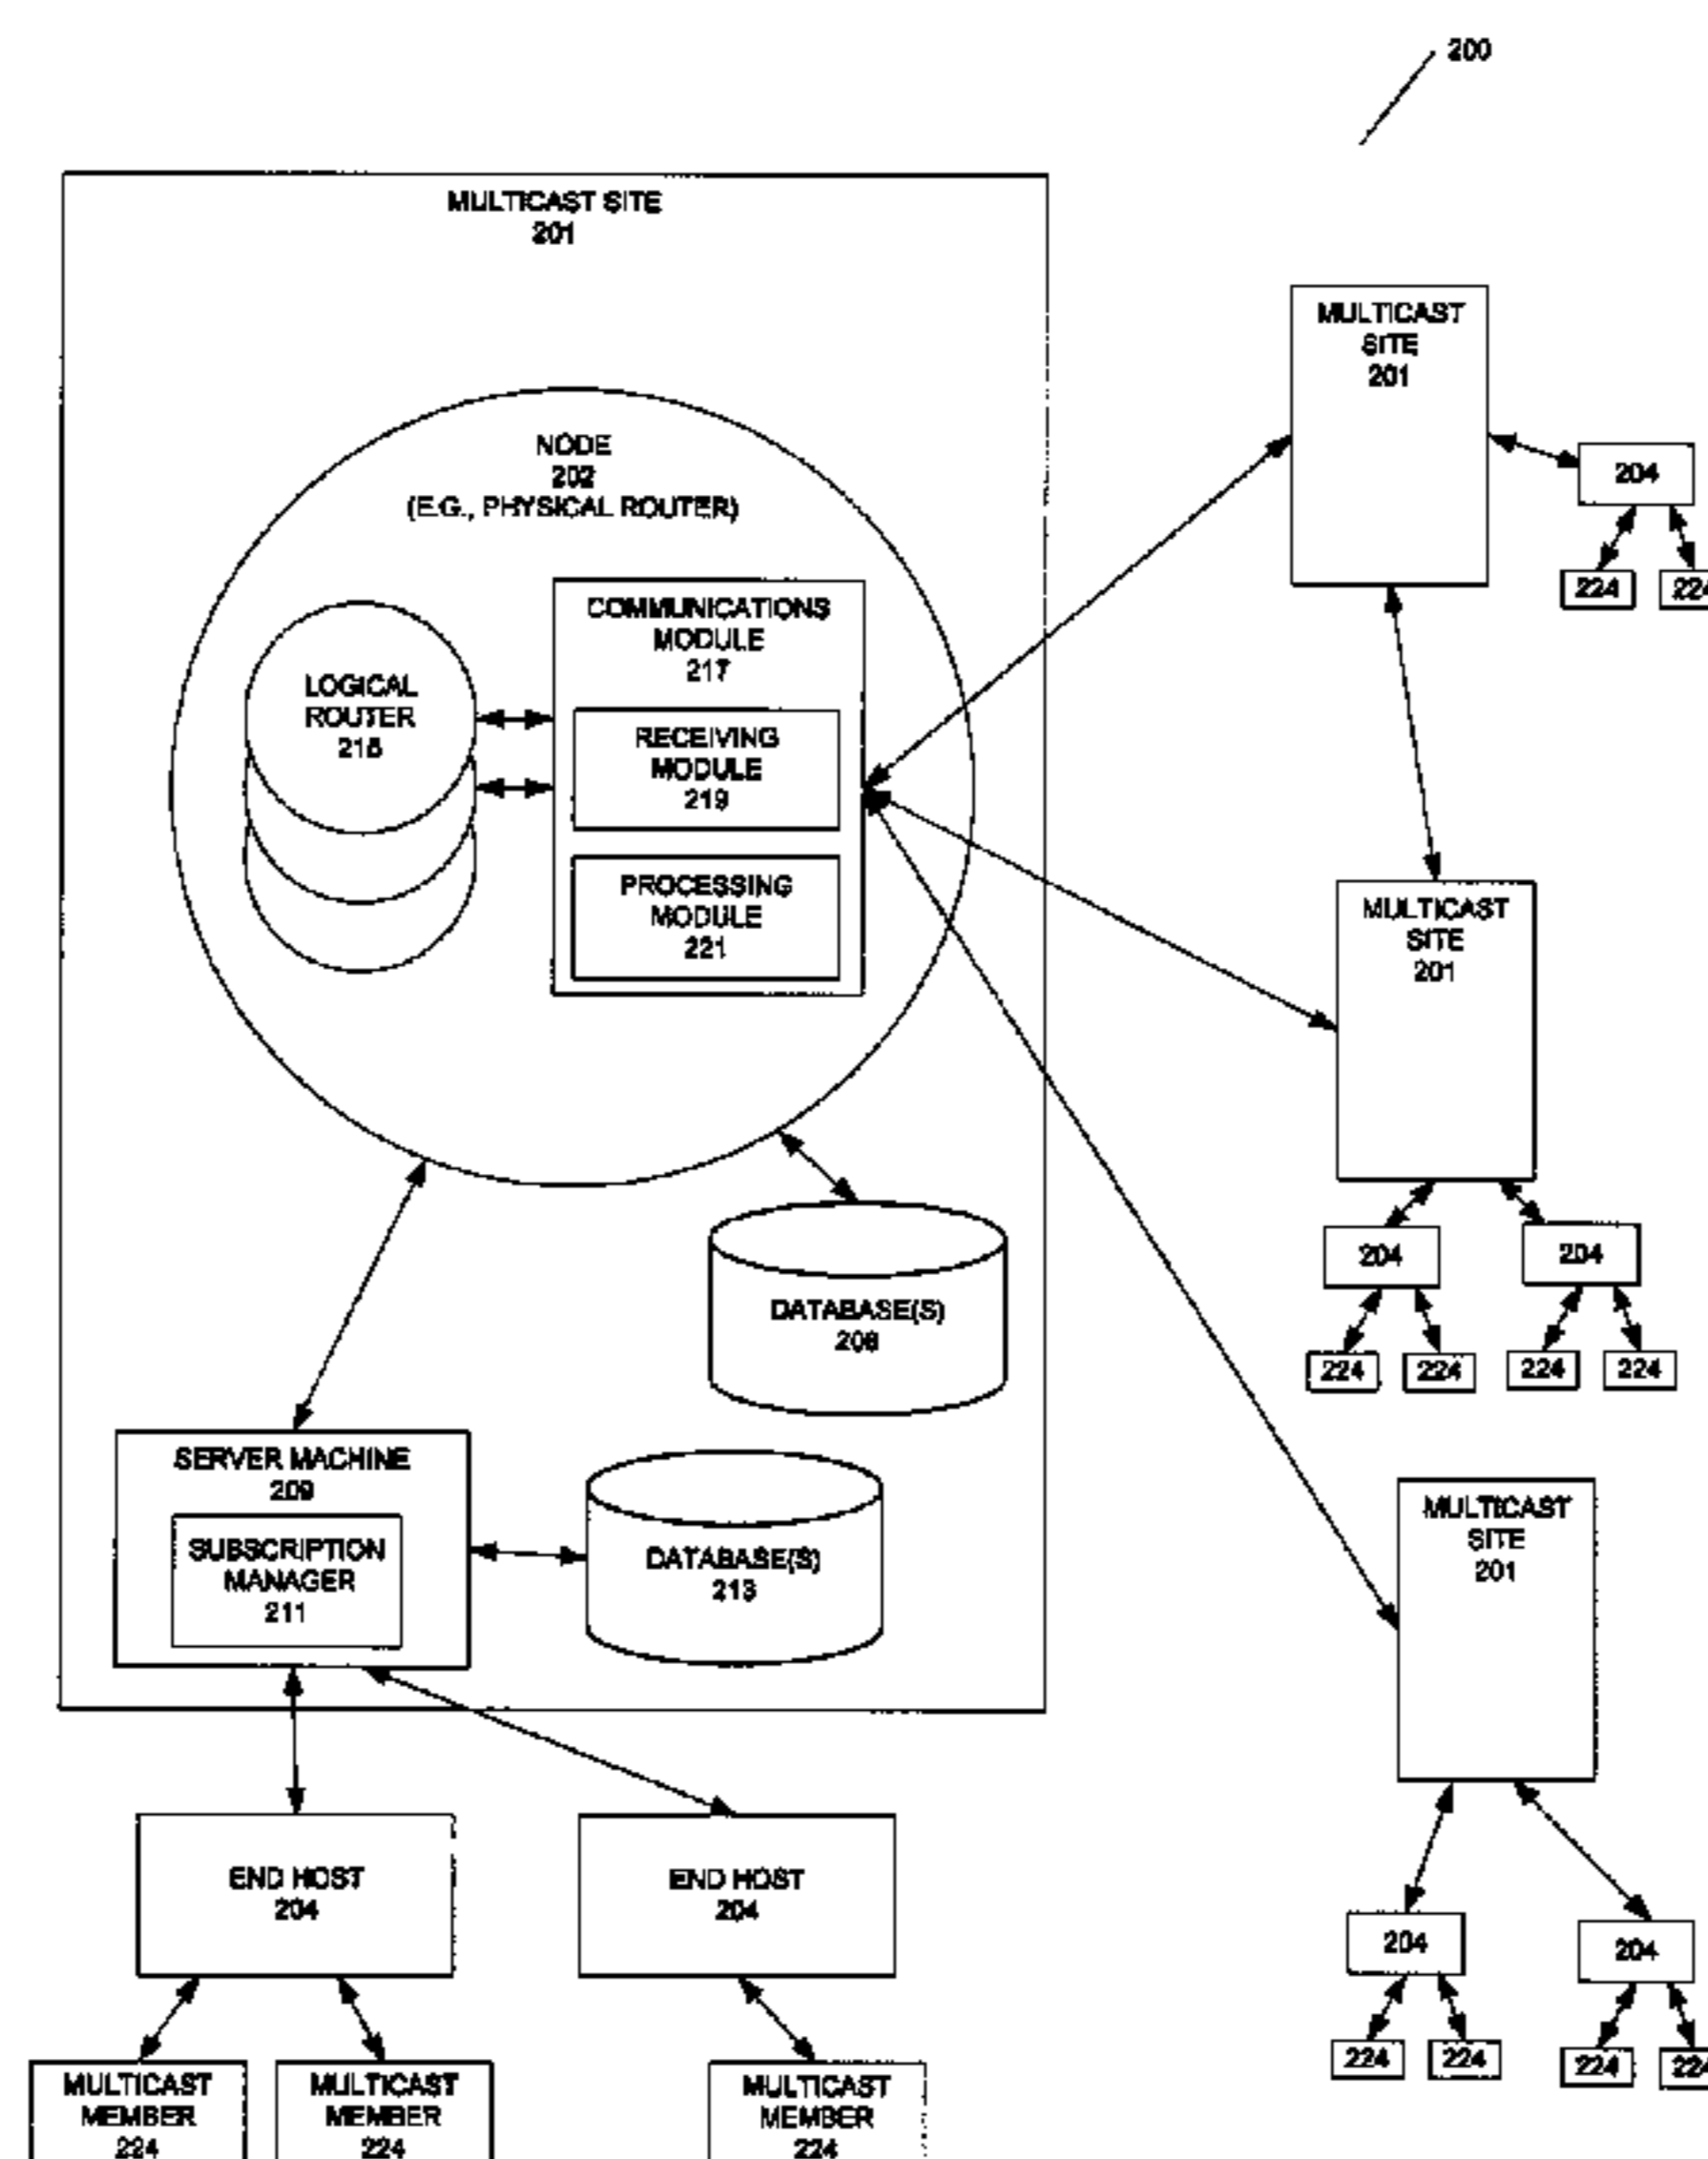 200
MULTICAST SITE
201
NODE
202
(E.G., PHYSICAL ROUTER)
LOGICAL
ROUTER
218
COMMUNICATIONS
MODULE
217
RECEIVING
MODULE
219
PROCESSING
MODULE
221
DATABASE(S)
208
SERVER MACHINE
209
SUBSCRIPTION
MANAGER
211
DATABASE(S)
213
END HOST
204
END HOST
204
MULTICAST
MEMBER
224
MULTICAST
MEMBER
224
MULTICAST
MEMBER
224
MULTICAST
SITE
201
204
224
224
MULTICAST
SITE
201
204
204
224
224
224
224
MULTICAST
SITE
201
204
204
224
224
224
224